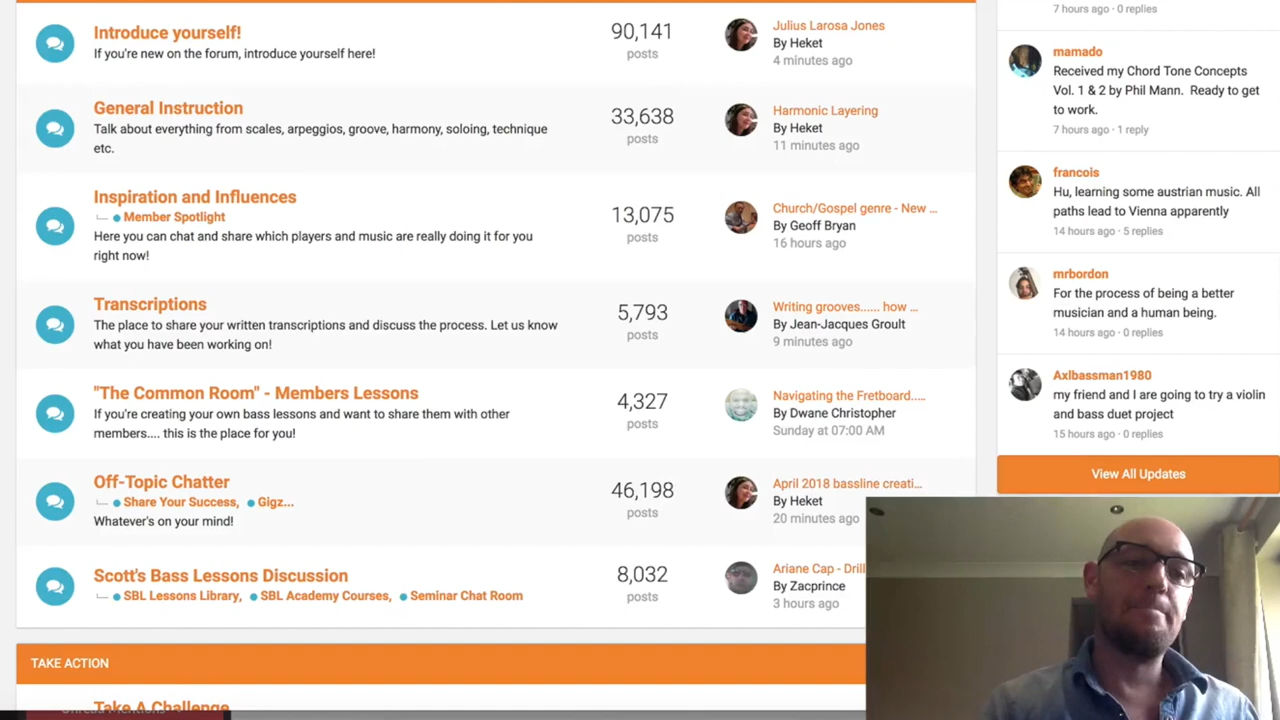 Introduce yourself!
If you're new on the forum, introduce yourself here!
90,141
posts
Julius Larosa Jones
By Heket
4 minutes ago
General Instruction
Talk about everything from scales, arpeggios, groove, harmony, soloing, technique
etc.
33,638
posts
Harmonic Layering
By Heket
11 minutes ago
Inspiration and Influences
Member Spotlight
Here you can chat and share which players and music are really doing it for you
right now!
13,075
posts
Church/Gospel genre - New ...
By Geoff Bryan
16 hours ago
Transcriptions
The place to share your written transcriptions and discuss the process. Let us know
what you have been working on!
5,793
posts
Writing grooves...... how ...
By Jean-Jacques Groult
9 minutes ago
"The Common Room" - Members Lessons
If you're creating your own bass lessons and want to share them with other
members.... this is the place for you!
4,327
posts
Navigating the Fretboard.....
By Dwane Christopher
Sunday at 07:00 AM
Off-Topic Chatter
Share Your Success, Gigz...
Whatever's on your mind!
46,198
posts
April 2018 bassline creati...
By Heket
20 minutes ago
Scott's Bass Lessons Discussion
SBL Lessons Library, SBL Academy Courses, Seminar Chat Room
8,032
posts
Ariane Cap - Drill
By Zacprince
3 hours ago
TAKE ACTION
Take A Challenge
Unread Mentions
7 hours ago · 0 replies
mamado
Received my Chord Tone Concepts
Vol. 1 & 2 by Phil Mann. Ready to get
to work.
7 hours ago · 1 reply
francois
Hu, learning some austrian music. All
paths lead to Vienna apparently
14 hours ago · 5 replies
mrbordon
For the process of being a better
musician and a human being.
14 hours ago · 0 replies
Axlbassman1980
my friend and I are going to try a violin
and bass duet project
15 hours ago · 0 replies
View All Updates